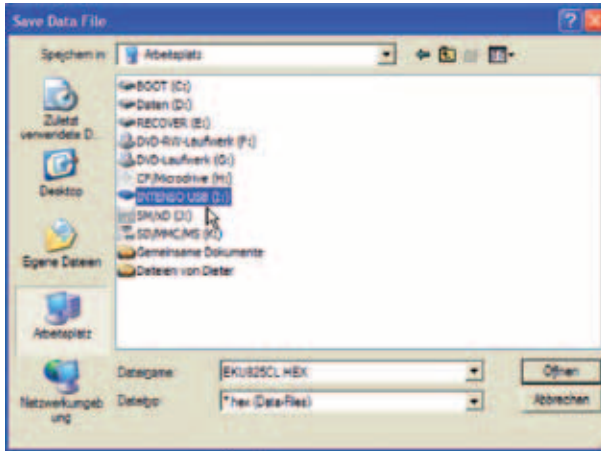 Save Data File
Speichern in: Arbeitsplatz
BOOT (C:)
Daten (D:)
RECOVER (E:)
DVD-RW-Laufwerk (F:)
DVD-Laufwerk (G:)
CF/Microdrive (H:)
INTENSO USB (I:)
SM/xD (J:)
SD/MMC/MS (K:)
Gemeinsame Dokumente
Dateien von Dieter
Zuletzt
verwendete D...
Desktop
Eigene Dateien
Arbeitsplatz
Netzwerkumgeb
ung
Dateiname: EKU825CL.HEX Öffnen
Dateityp: *.hex (Data-Files) Abbrechen